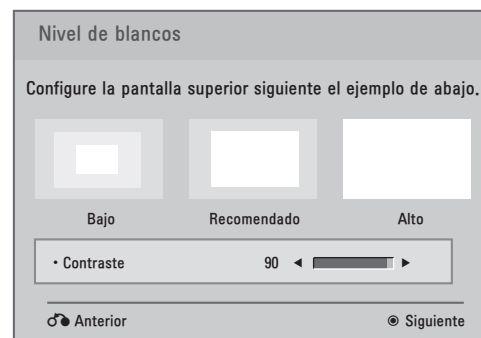 Nivel de blancos
Configure la pantalla superior siguiente el ejemplo de abajo.
Bajo Recomendado Alto
• Contraste 90 ◄ ►
Anterior ◉ Siguiente